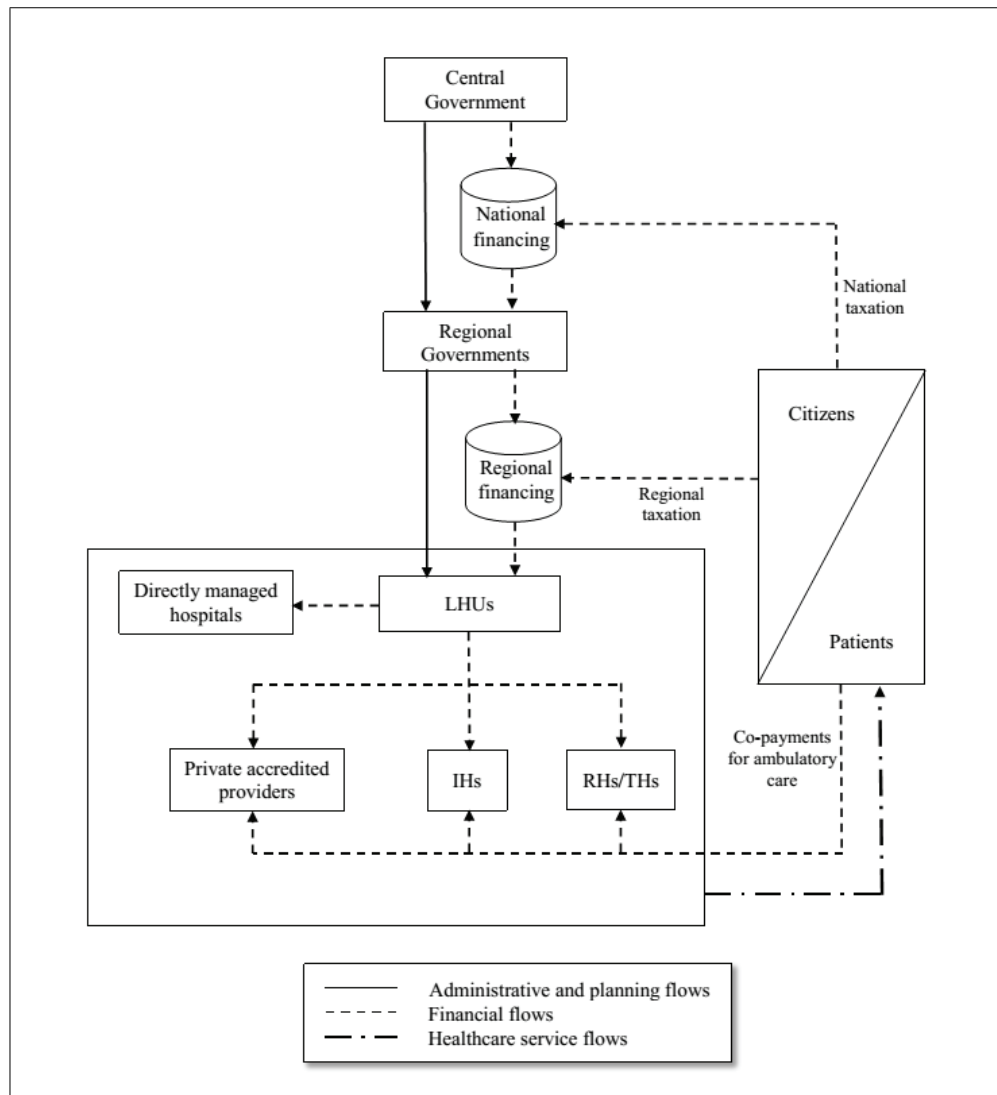 Central
Government
National
financing
National
taxation
Regional
Governments
Citizens
Regional
financing
Regional
taxation
Directly managed
hospitals
LHUs
Patients
Co-payments
for ambulatory
care
Private accredited
providers
IHs
RHs/THs
Administrative and planning flows
Financial flows
Healthcare service flows